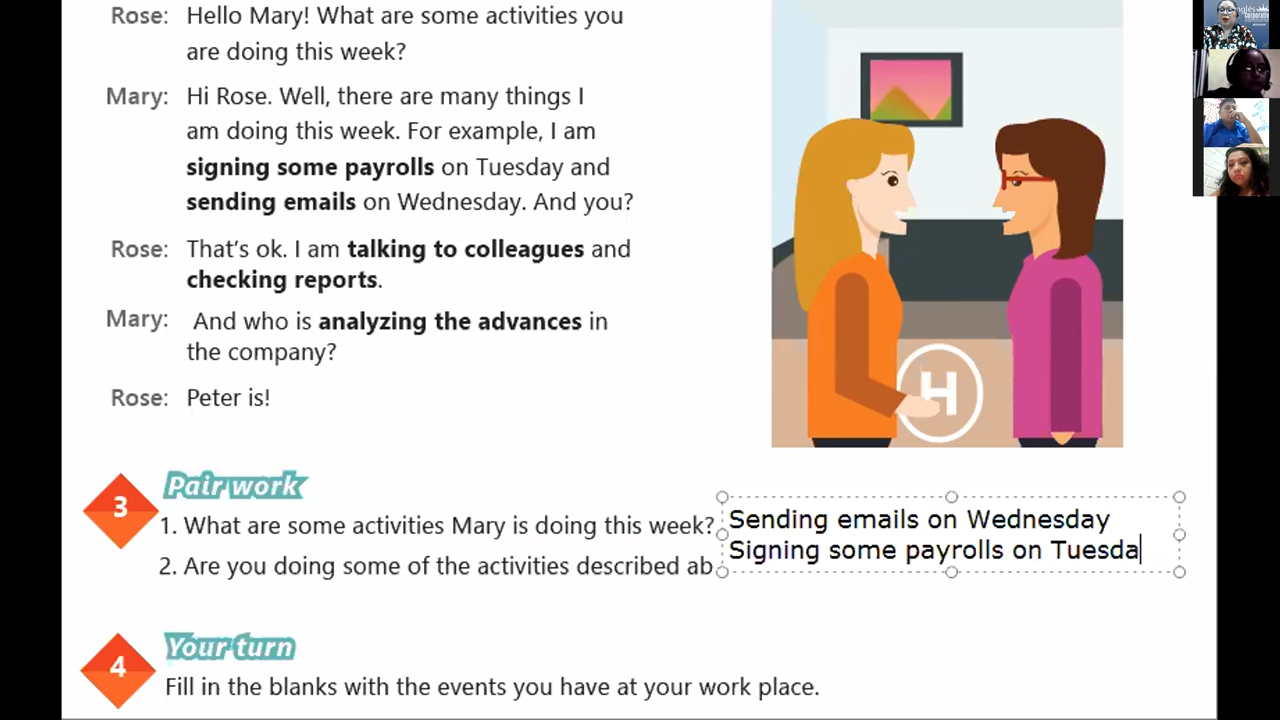 Rose: Hello Mary! What are some activities you
are doing this week?
Mary: Hi Rose. Well, there are many things I
am doing this week. For example, I am
signing some payrolls on Tuesday and
sending emails on Wednesday. And you?
Rose: That's ok. I am talking to colleagues and
checking reports.
Mary: And who is analyzing the advances in
the company?
Rose: Peter is!
H
3 Pair work
1. What are some activities Mary is doing this week?
Sending emails on Wednesday
Signing some payrolls on Tuesda
2. Are you doing some of the activities described ab
4 Your turn
Fill in the blanks with the events you have at your work place.